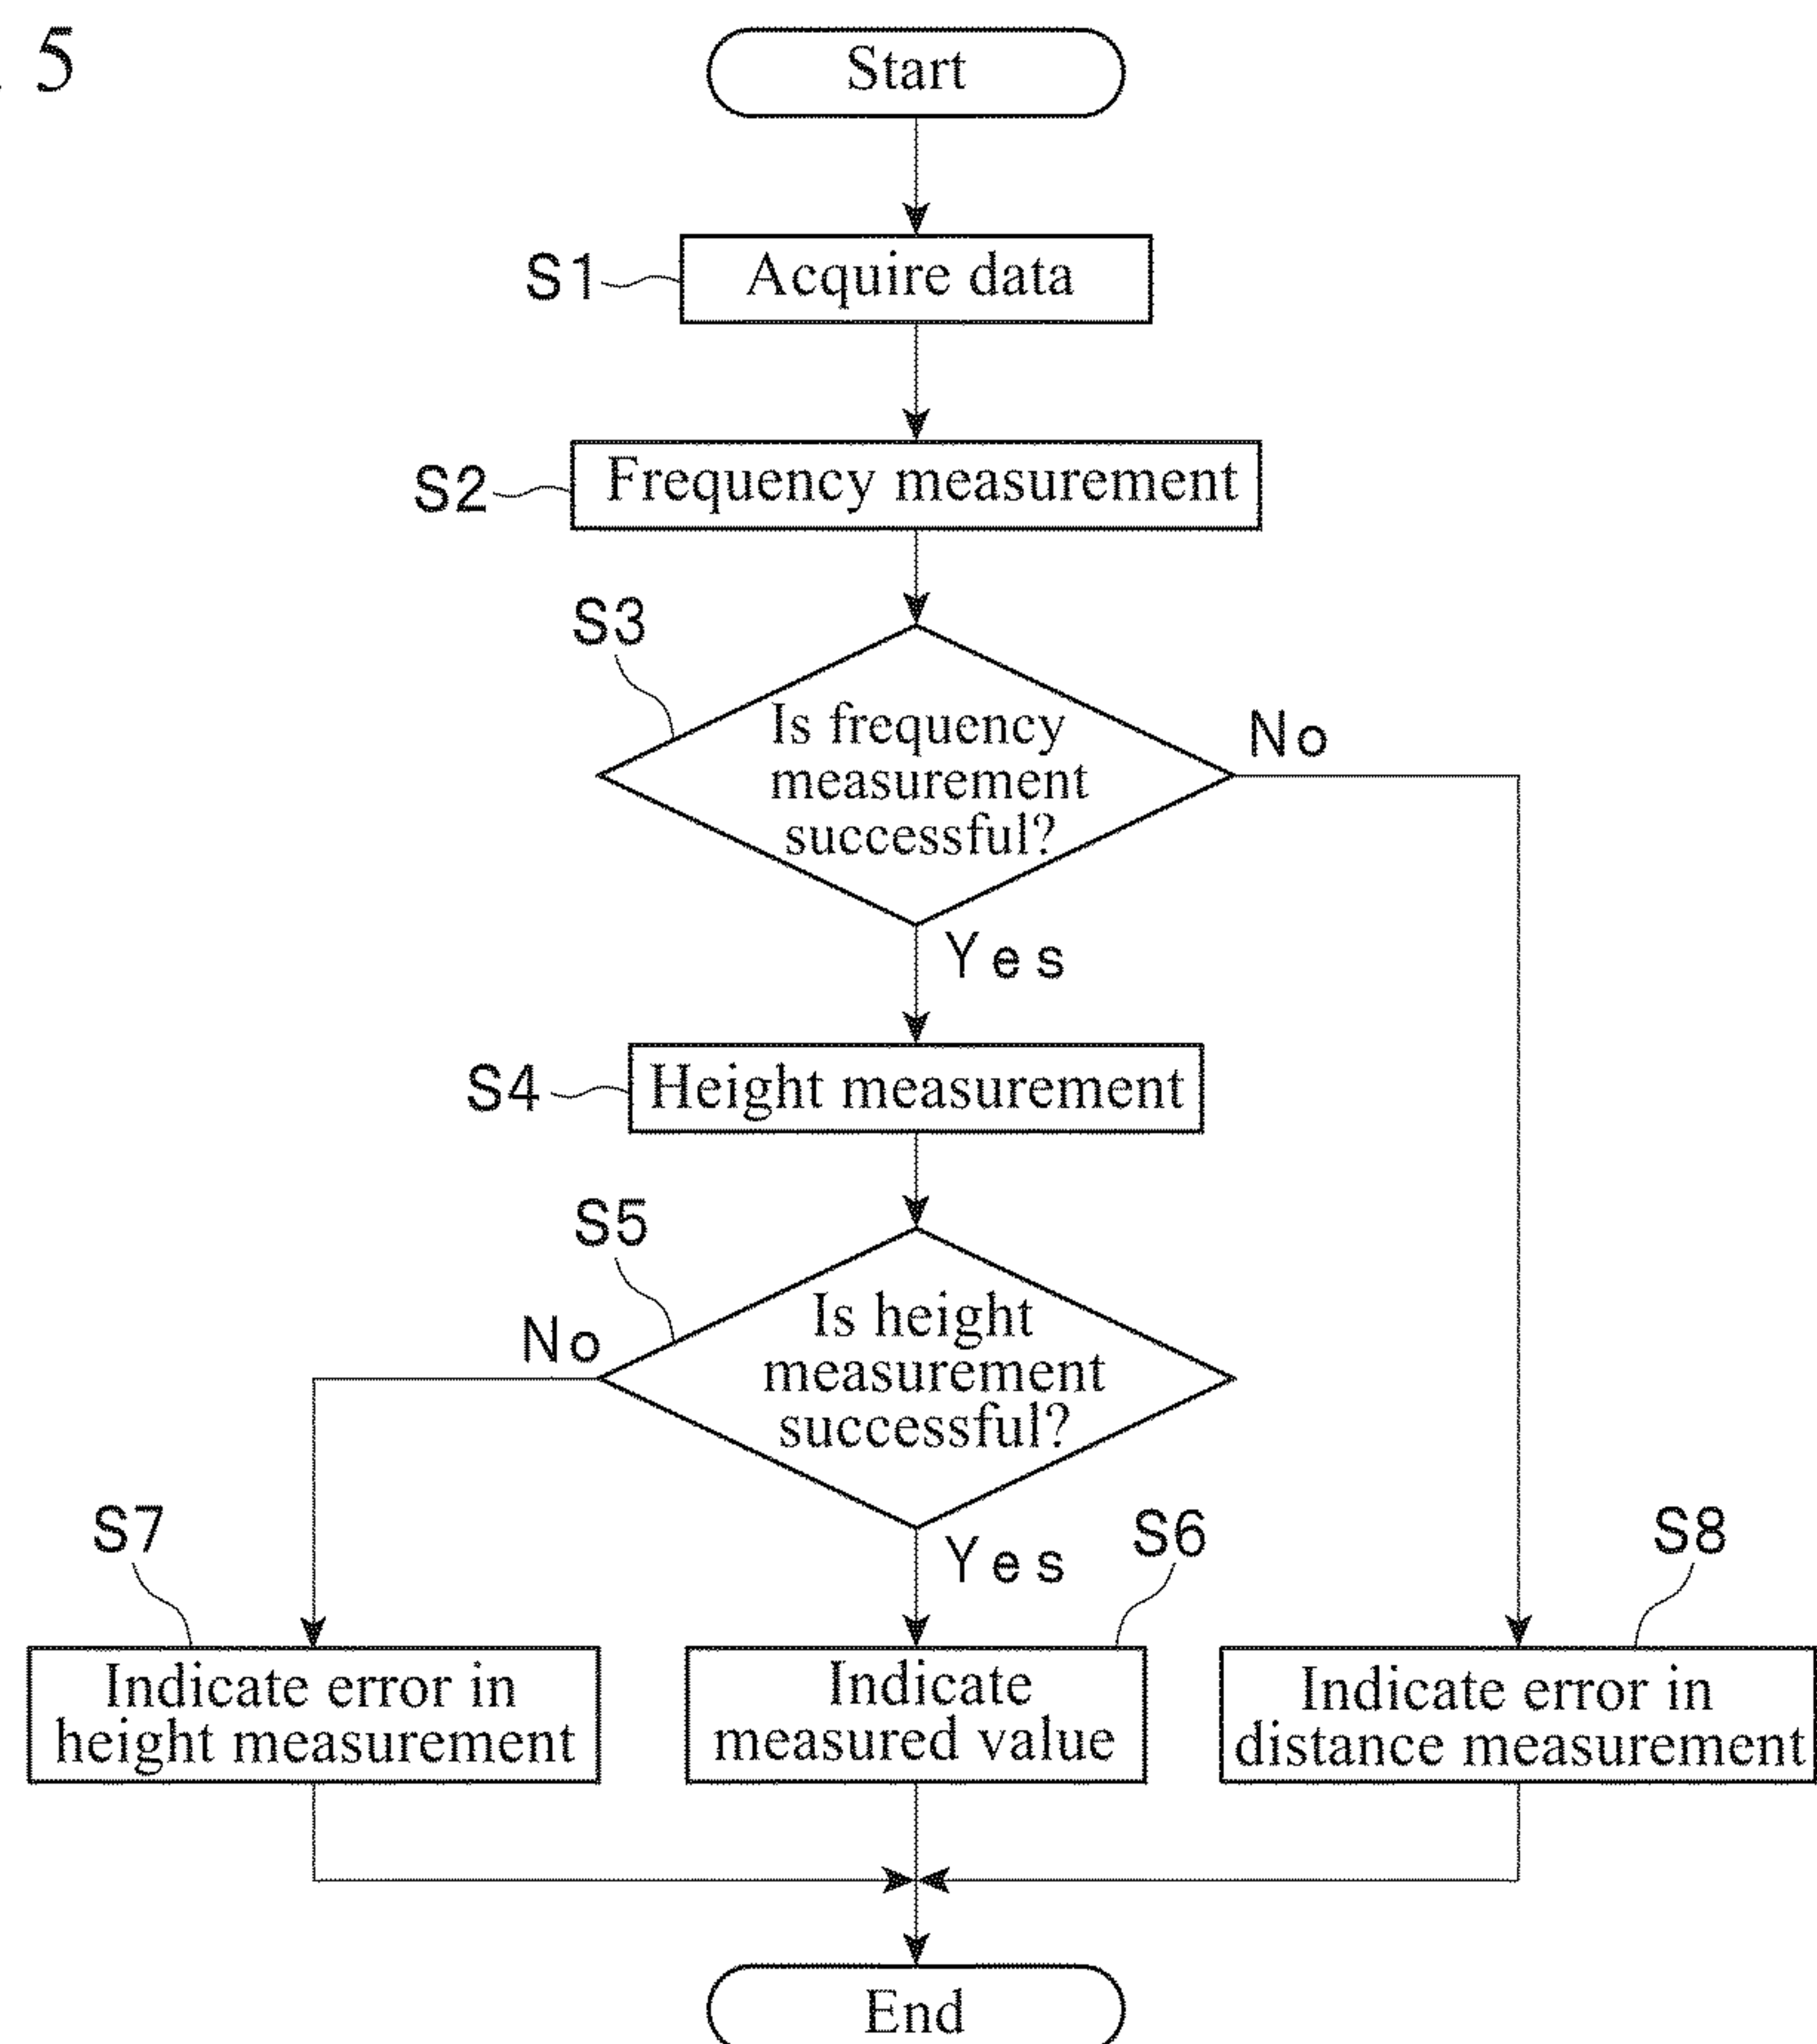 5
Start
S1
Acquire data
S2
Frequency measurement
S3
Is frequency
measurement
successful?
No
Yes
S4
Height measurement
S5
Is height
measurement
successful?
No
Yes
S7
S6
S8
Indicate error in
height measurement
Indicate
measured value
Indicate error in
distance measurement
End